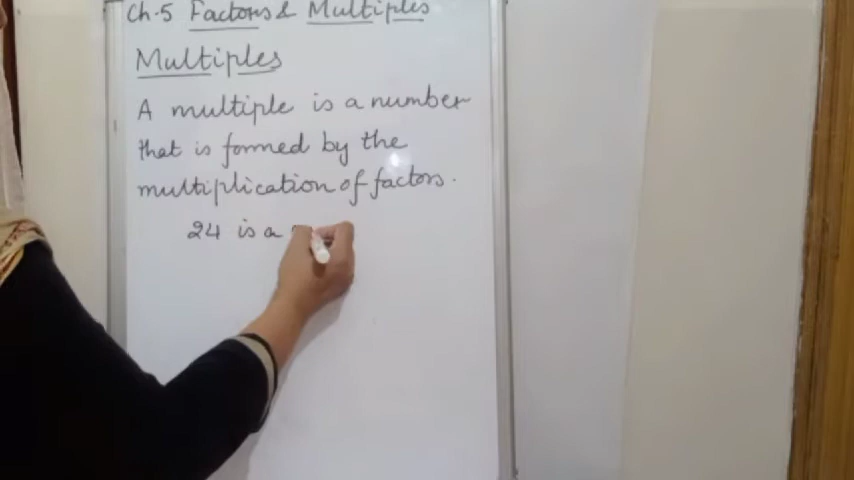 Ch-5 Factors & Multiples
Multiples
A multiple is a number
that is formed by the
multiplication of factors.
24 is a